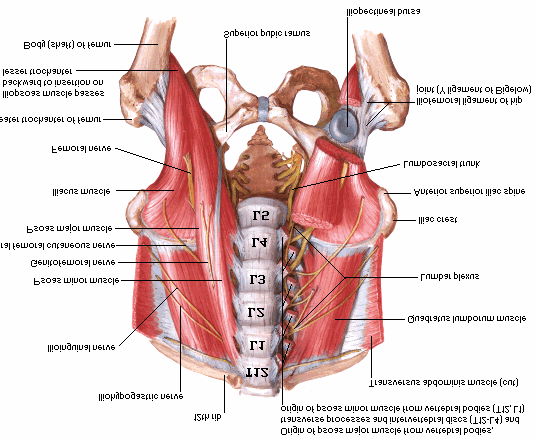 Origin of psoas major muscle from vertebral bodies,
transverse processes and intervertebral discs (T12-L4) and
origin of psoas minor muscle from vertebral bodies (T12, L1)
12th rib
Iliohypogastric nerve
Transversus abdominis muscle (cut)
T12
Ilioinguinal nerve
L1
Quadratus lumborum muscle
L2
Psoas minor muscle
L3
Lumbar plexus
Genitofemoral nerve
ral femoral cutaneous nerve
L4
Psoas major muscle
L5
Iliac crest
Iliacus muscle
Anterior superior iliac spine
Lumbosacral trunk
Femoral nerve
eater trochanter of femur
Iliopsoas muscle passes
backward to insertion on
lesser trochanter
Iliofemoral ligament of hip
joint (Y ligament of Bigelow)
Body (shaft) of femur
Superior pubic ramus
Iliopectineal bursa